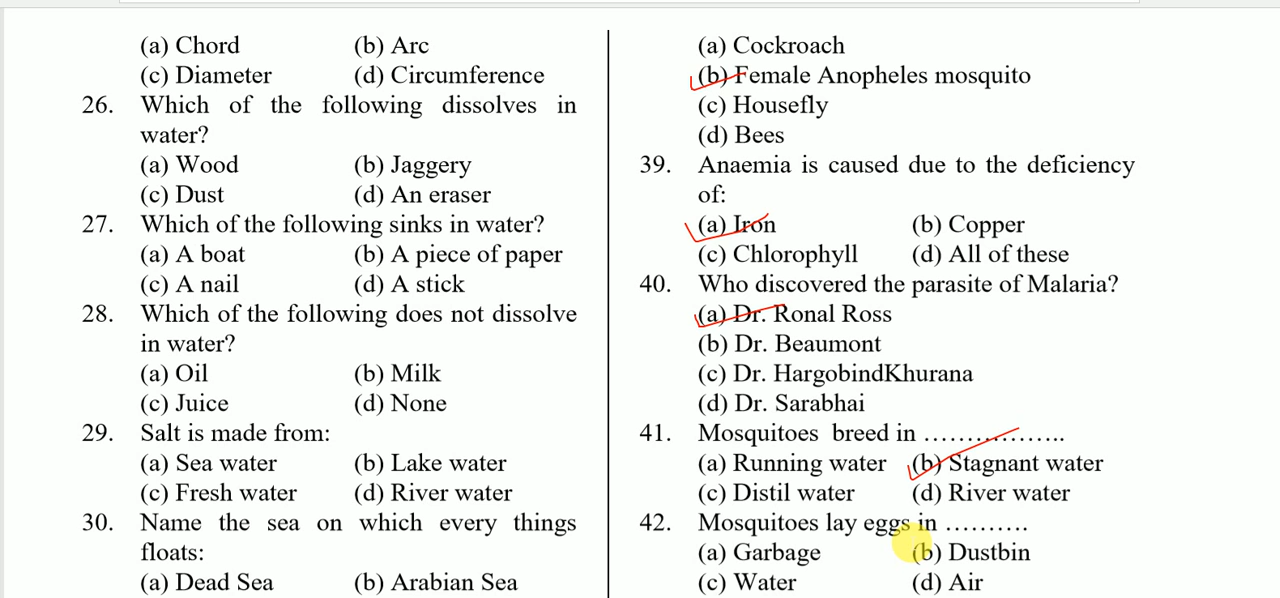 (a) Chord (b) Arc
(c) Diameter (d) Circumference
26. Which of the following dissolves in
water?
(a) Wood (b) Jaggery
(c) Dust (d) An eraser
27. Which of the following sinks in water?
(a) A boat (b) A piece of paper
(c) A nail (d) A stick
28. Which of the following does not dissolve
in water?
(a) Oil (b) Milk
(c) Juice (d) None
29. Salt is made from:
(a) Sea water (b) Lake water
(c) Fresh water (d) River water
30. Name the sea on which every things
floats:
(a) Dead Sea (b) Arabian Sea
(a) Cockroach
(b) Female Anopheles mosquito
(c) Housefly
(d) Bees
39. Anaemia is caused due to the deficiency
of:
(a) Iron (b) Copper
(c) Chlorophyll (d) All of these
40. Who discovered the parasite of Malaria?
(a) Dr. Ronal Ross
(b) Dr. Beaumont
(c) Dr. HargobindKhurana
(d) Dr. Sarabhai
41. Mosquitoes breed in ………………..
(a) Running water (b) Stagnant water
(c) Distil water (d) River water
42. Mosquitoes lay eggs in ……….
(a) Garbage (b) Dustbin
(c) Water (d) Air